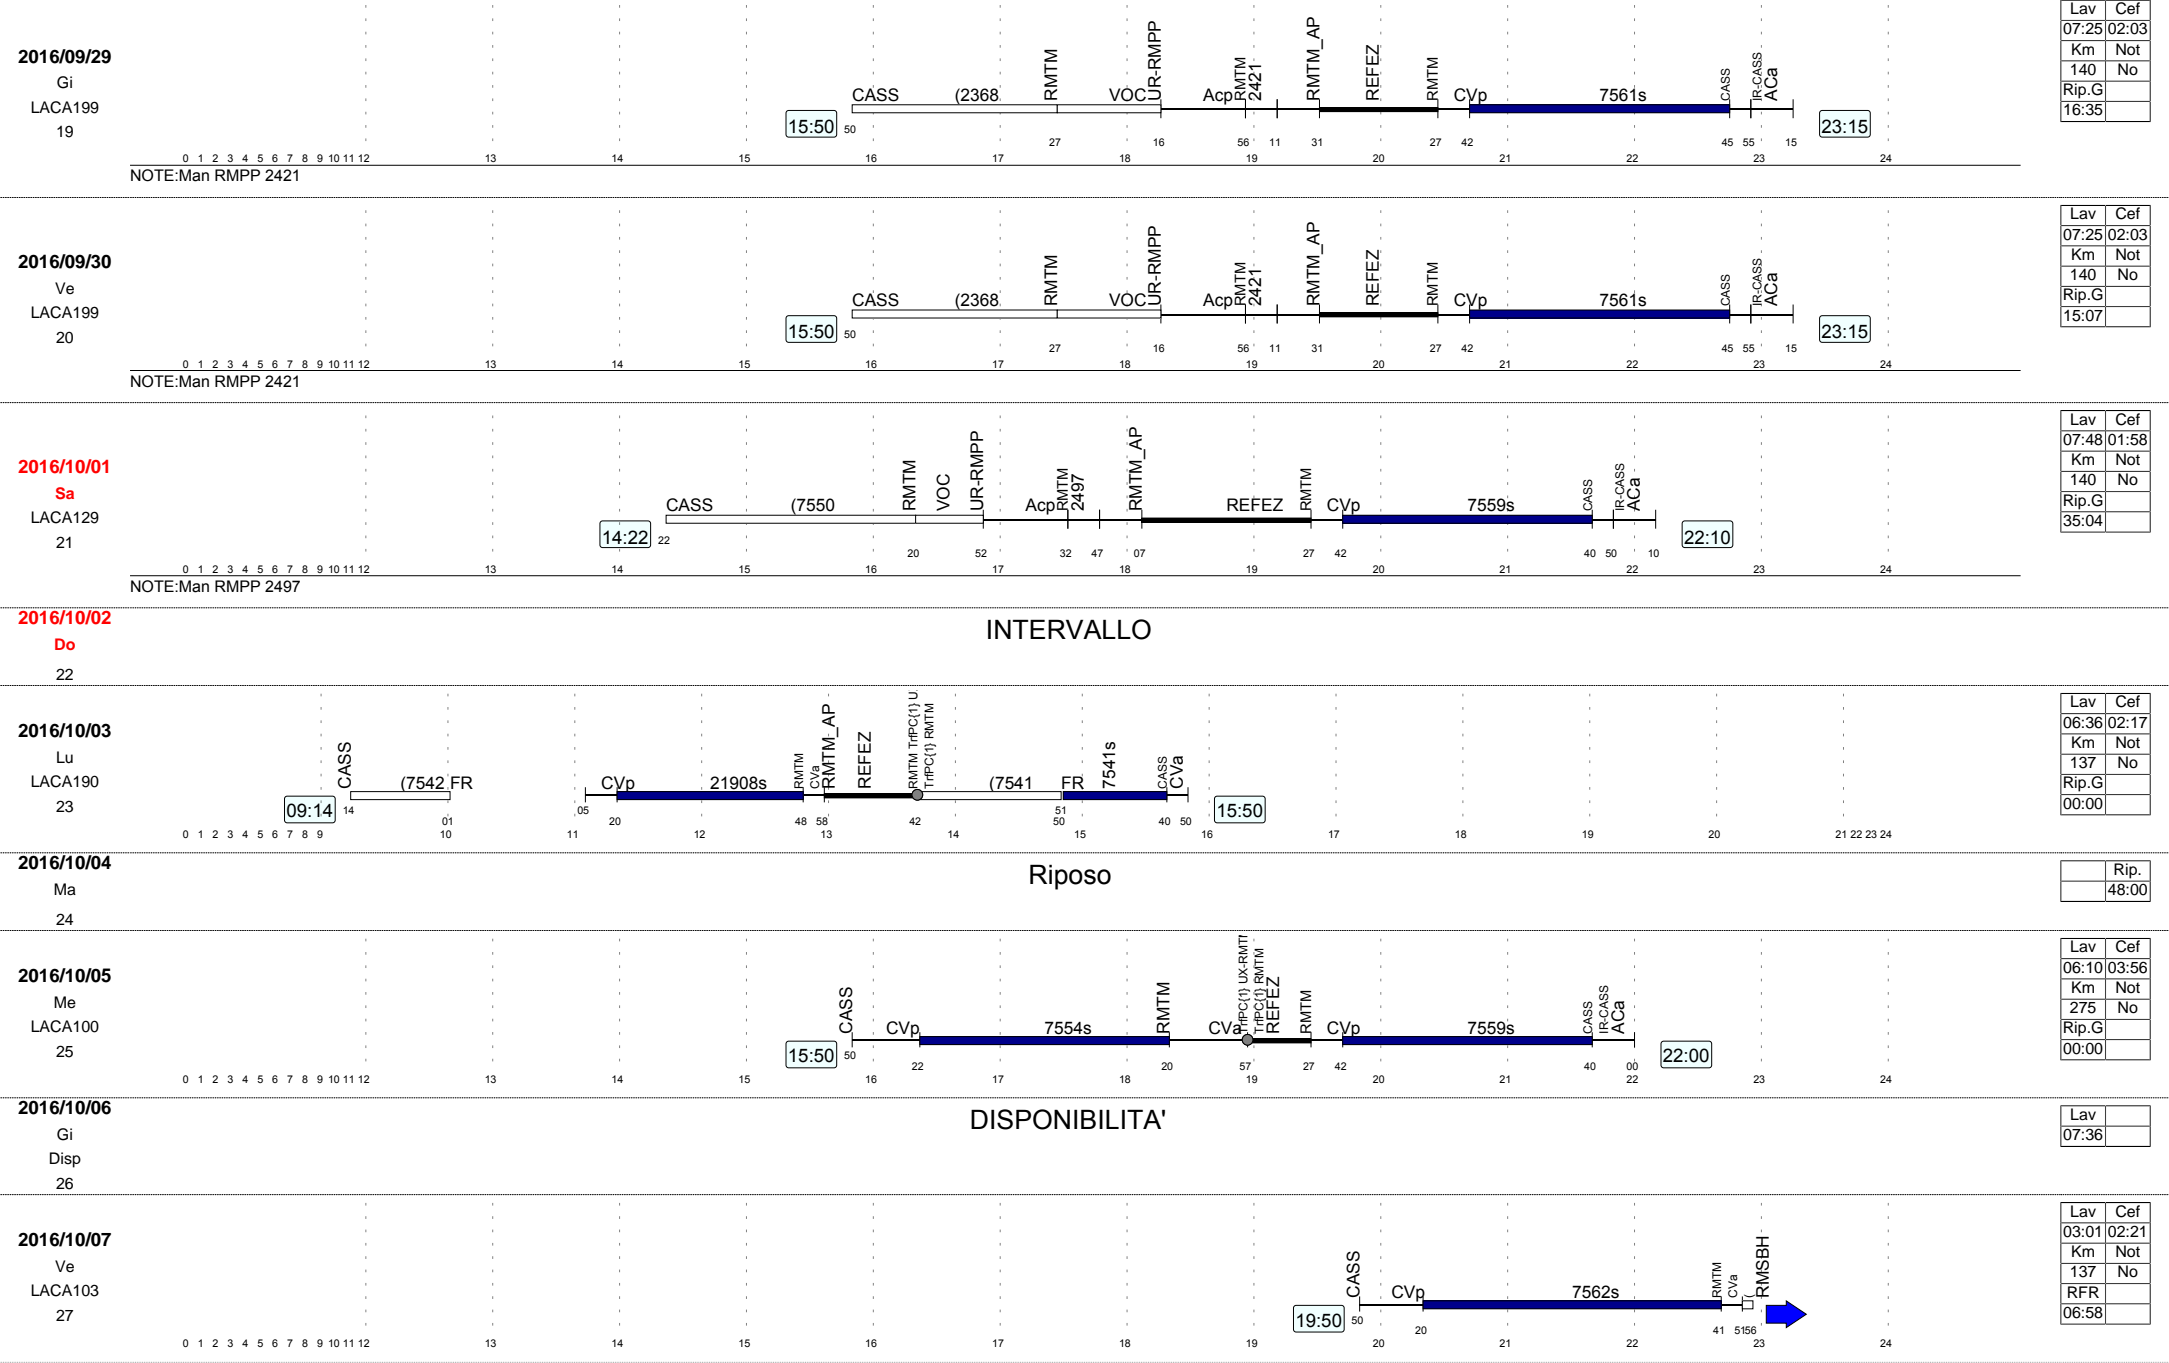 2016/09/29
Gi
LACA199
19
15:50
CASS (2368 RMTM VOC UR-RMPP Acp RMTM 2421 RMTM_AP REFEZ RMTM CVp 7561s CASS IR-CASS ACa
50 27 16 56 11 31 27 42 45 55 15
23:15
0 1 2 3 4 5 6 7 8 9 10 11 12 13 14 15 16 17 18 19 20 21 22 23 24
NOTE:Man RMPP 2421
Lav Cef
07:25 02:03
Km Not
140 No
Rip.G
16:35
2016/09/30
Ve
LACA199
20
15:50
CASS (2368 RMTM VOC UR-RMPP Acp RMTM 2421 RMTM_AP REFEZ RMTM CVp 7561s CASS IR-CASS ACa
50 27 16 56 11 31 27 42 45 55 15
23:15
0 1 2 3 4 5 6 7 8 9 10 11 12 13 14 15 16 17 18 19 20 21 22 23 24
NOTE:Man RMPP 2421
Lav Cef
07:25 02:03
Km Not
140 No
Rip.G
15:07
2016/10/01
Sa
LACA129
21
14:22
CASS (7550 RMTM VOC UR-RMPP Acp RMTM 2497 RMTM_AP REFEZ RMTM CVp 7559s CASS IR-CASS ACa
22 20 52 32 47 07 27 42 40 50 10
22:10
0 1 2 3 4 5 6 7 8 9 10 11 12 13 14 15 16 17 18 19 20 21 22 23 24
NOTE:Man RMPP 2497
Lav Cef
07:48 01:58
Km Not
140 No
Rip.G
35:04
2016/10/02
Do
22
INTERVALLO
2016/10/03
Lu
LACA190
23
09:14
CASS (7542 FR CVp 21908s RMTM CVa RMTM_AP REFEZ RMTM TrfPC{1} U. TrfPC{1} RMTM (7541 FR 7541s CASS CVa
14 01 05 20 48 58 42 51 50 40 50
15:50
0 1 2 3 4 5 6 7 8 9 10 11 12 13 14 15 16 17 18 19 20 21 22 23 24
Lav Cef
06:36 02:17
Km Not
137 No
Rip.G
00:00
2016/10/04
Ma
24
Riposo
Rip.
48:00
2016/10/05
Me
LACA100
25
15:50
CASS CVp 7554s RMTM CVa TrfPC{1} UX-RMTM TrfPC{1} RMTM REFEZ RMTM CVp 7559s CASS IR-CASS ACa
50 22 20 57 27 42 40 00
22:00
0 1 2 3 4 5 6 7 8 9 10 11 12 13 14 15 16 17 18 19 20 21 22 23 24
Lav Cef
06:10 03:56
Km Not
275 No
Rip.G
00:00
2016/10/06
Gi
Disp
26
DISPONIBILITA'
Lav
07:36
2016/10/07
Ve
LACA103
27
19:50
CASS CVp 7562s RMTM CVa ( RMSBH
50 20 41 51 56
0 1 2 3 4 5 6 7 8 9 10 11 12 13 14 15 16 17 18 19 20 21 22 23 24
Lav Cef
03:01 02:21
Km Not
137 No
RFR
06:58